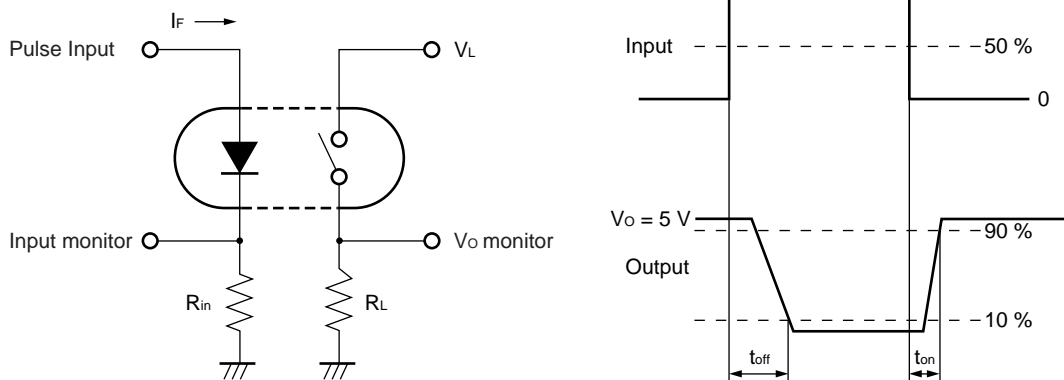 IF
Pulse Input
VL
Input monitor
VO monitor
Rin
RL
Input
50 %
0
VO = 5 V
90 %
Output
10 %
toff
ton